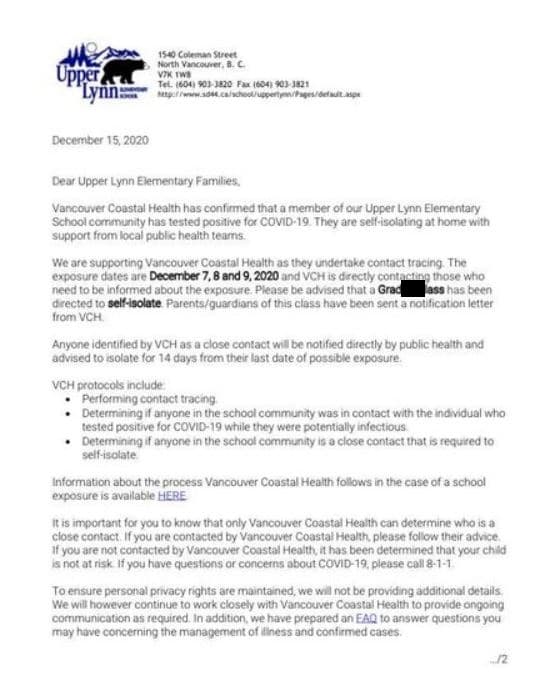 Upper
Lynn ELEMENTARY
SCHOOL
1540 Coleman Street
North Vancouver, B. C.
V7K 1W8
Tel. (604) 903-3820 Fax (604) 903-3821
http://www.sd44.ca/school/upperlynn/Pages/default.aspx
December 15, 2020
Dear Upper Lynn Elementary Families,
Vancouver Coastal Health has confirmed that a member of our Upper Lynn Elementary
School community has tested positive for COVID-19. They are self-isolating at home with
support from local public health teams.
We are supporting Vancouver Coastal Health as they undertake contact tracing. The
exposure dates are December 7, 8 and 9, 2020 and VCH is directly contacting those who
need to be informed about the exposure. Please be advised that a Grad lass has been
directed to self-isolate. Parents/guardians of this class have been sent a notification letter
from VCH.
Anyone identified by VCH as a close contact will be notified directly by public health and
advised to isolate for 14 days from their last date of possible exposure.
VCH protocols include:
• Performing contact tracing.
• Determining if anyone in the school community was in contact with the individual who
tested positive for COVID-19 while they were potentially infectious.
• Determining if anyone in the school community is a close contact that is required to
self-isolate.
Information about the process Vancouver Coastal Health follows in the case of a school
exposure is available HERE.
It is important for you to know that only Vancouver Coastal Health can determine who is a
close contact. If you are contacted by Vancouver Coastal Health, please follow their advice.
If you are not contacted by Vancouver Coastal Health, it has been determined that your child
is not at risk. If you have questions or concerns about COVID-19, please call 8-1-1.
To ensure personal privacy rights are maintained, we will not be providing additional details.
We will however continue to work closely with Vancouver Coastal Health to provide ongoing
communication as required. In addition, we have prepared an FAQ to answer questions you
may have concerning the management of illness and confirmed cases.
.../2